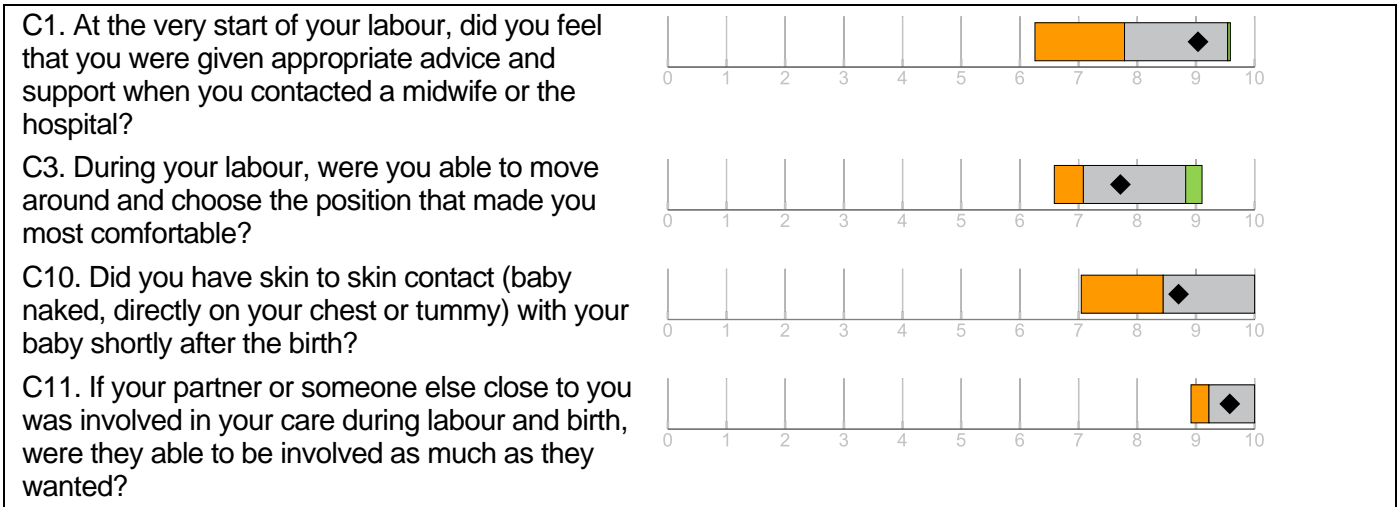 C1. At the very start of your labour, did you feel
that you were given appropriate advice and
support when you contacted a midwife or the
hospital?
0 1 2 3 4 5 6 7 8 9 10
C3. During your labour, were you able to move
around and choose the position that made you
most comfortable?
0 1 2 3 4 5 6 7 8 9 10
C10. Did you have skin to skin contact (baby
naked, directly on your chest or tummy) with your
baby shortly after the birth?
0 1 2 3 4 5 6 7 8 9 10
C11. If your partner or someone else close to you
was involved in your care during labour and birth,
were they able to be involved as much as they
wanted?
0 1 2 3 4 5 6 7 8 9 10